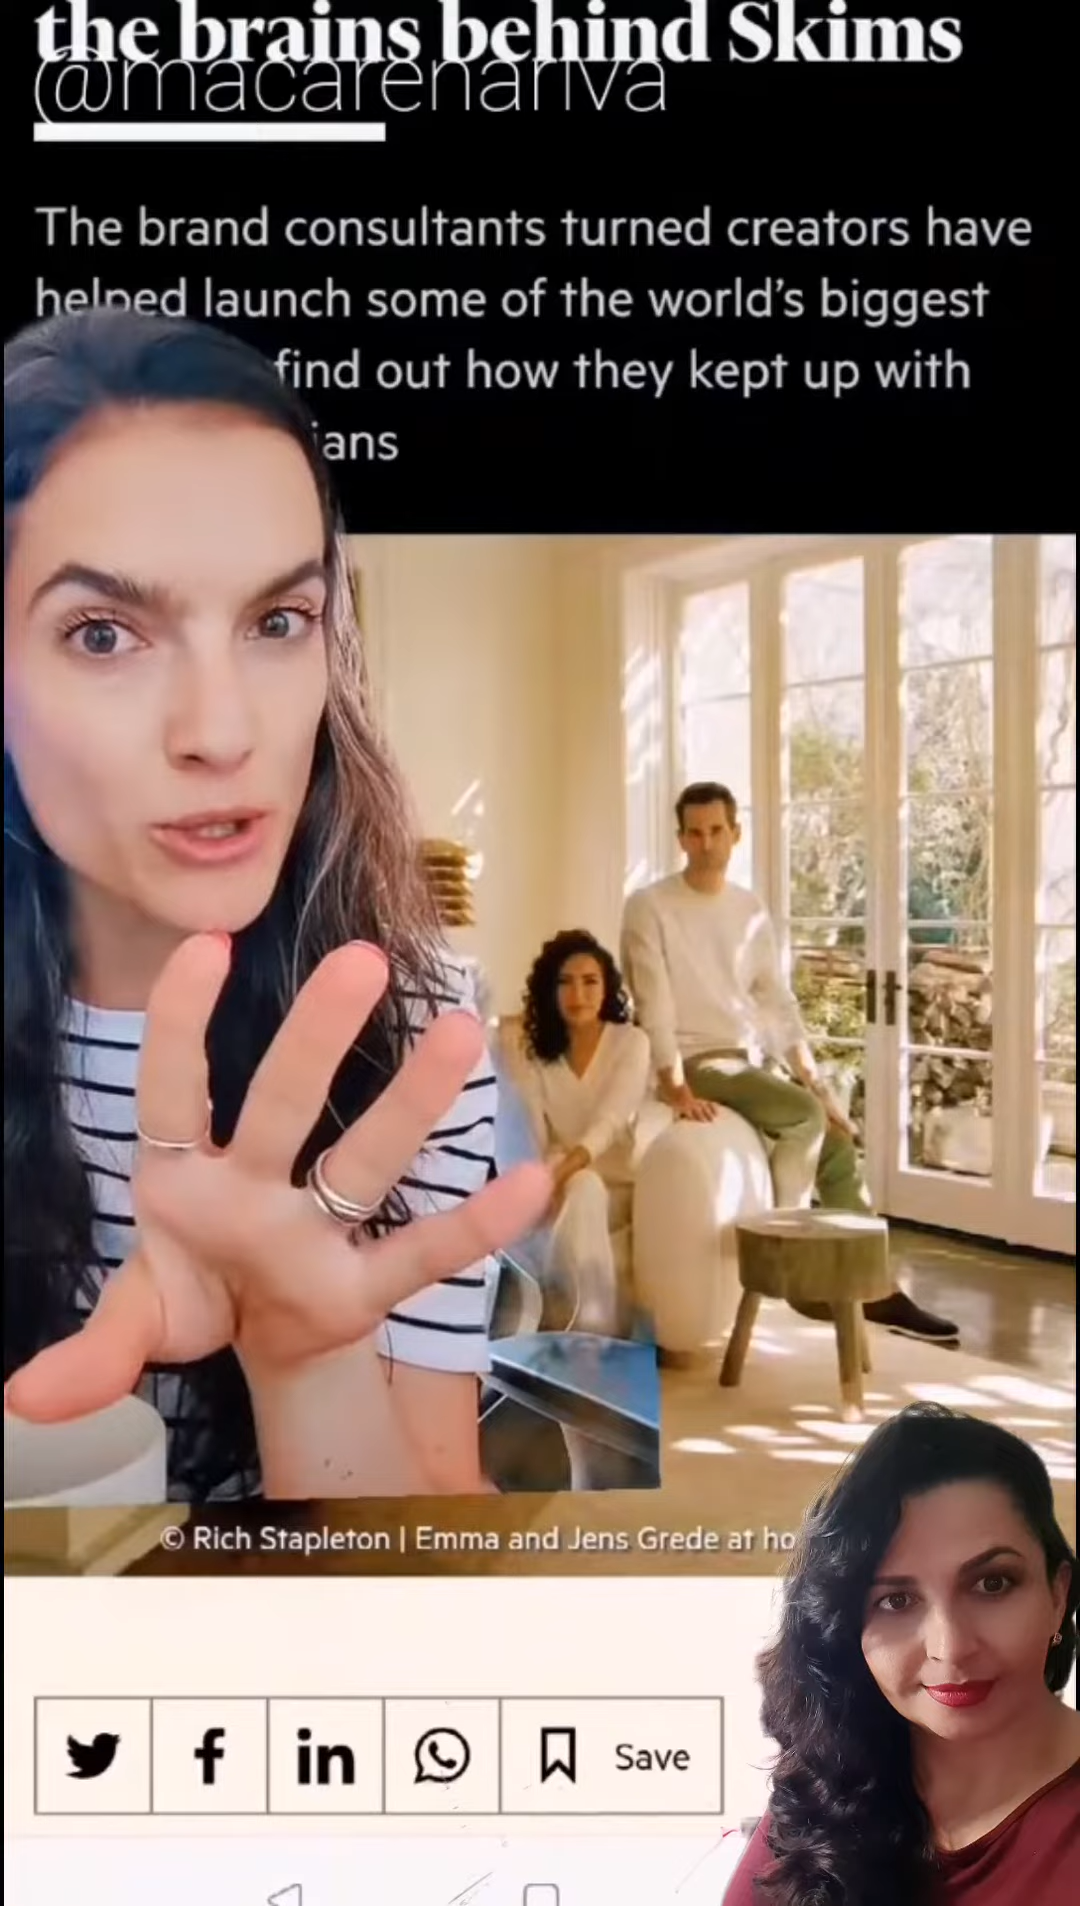 the brains behind Skims
@macarenariva
The brand consultants turned creators have
helped launch some of the world's biggest
find out how they kept up with
ians
© Rich Stapleton | Emma and Jens Grede at ho
Save